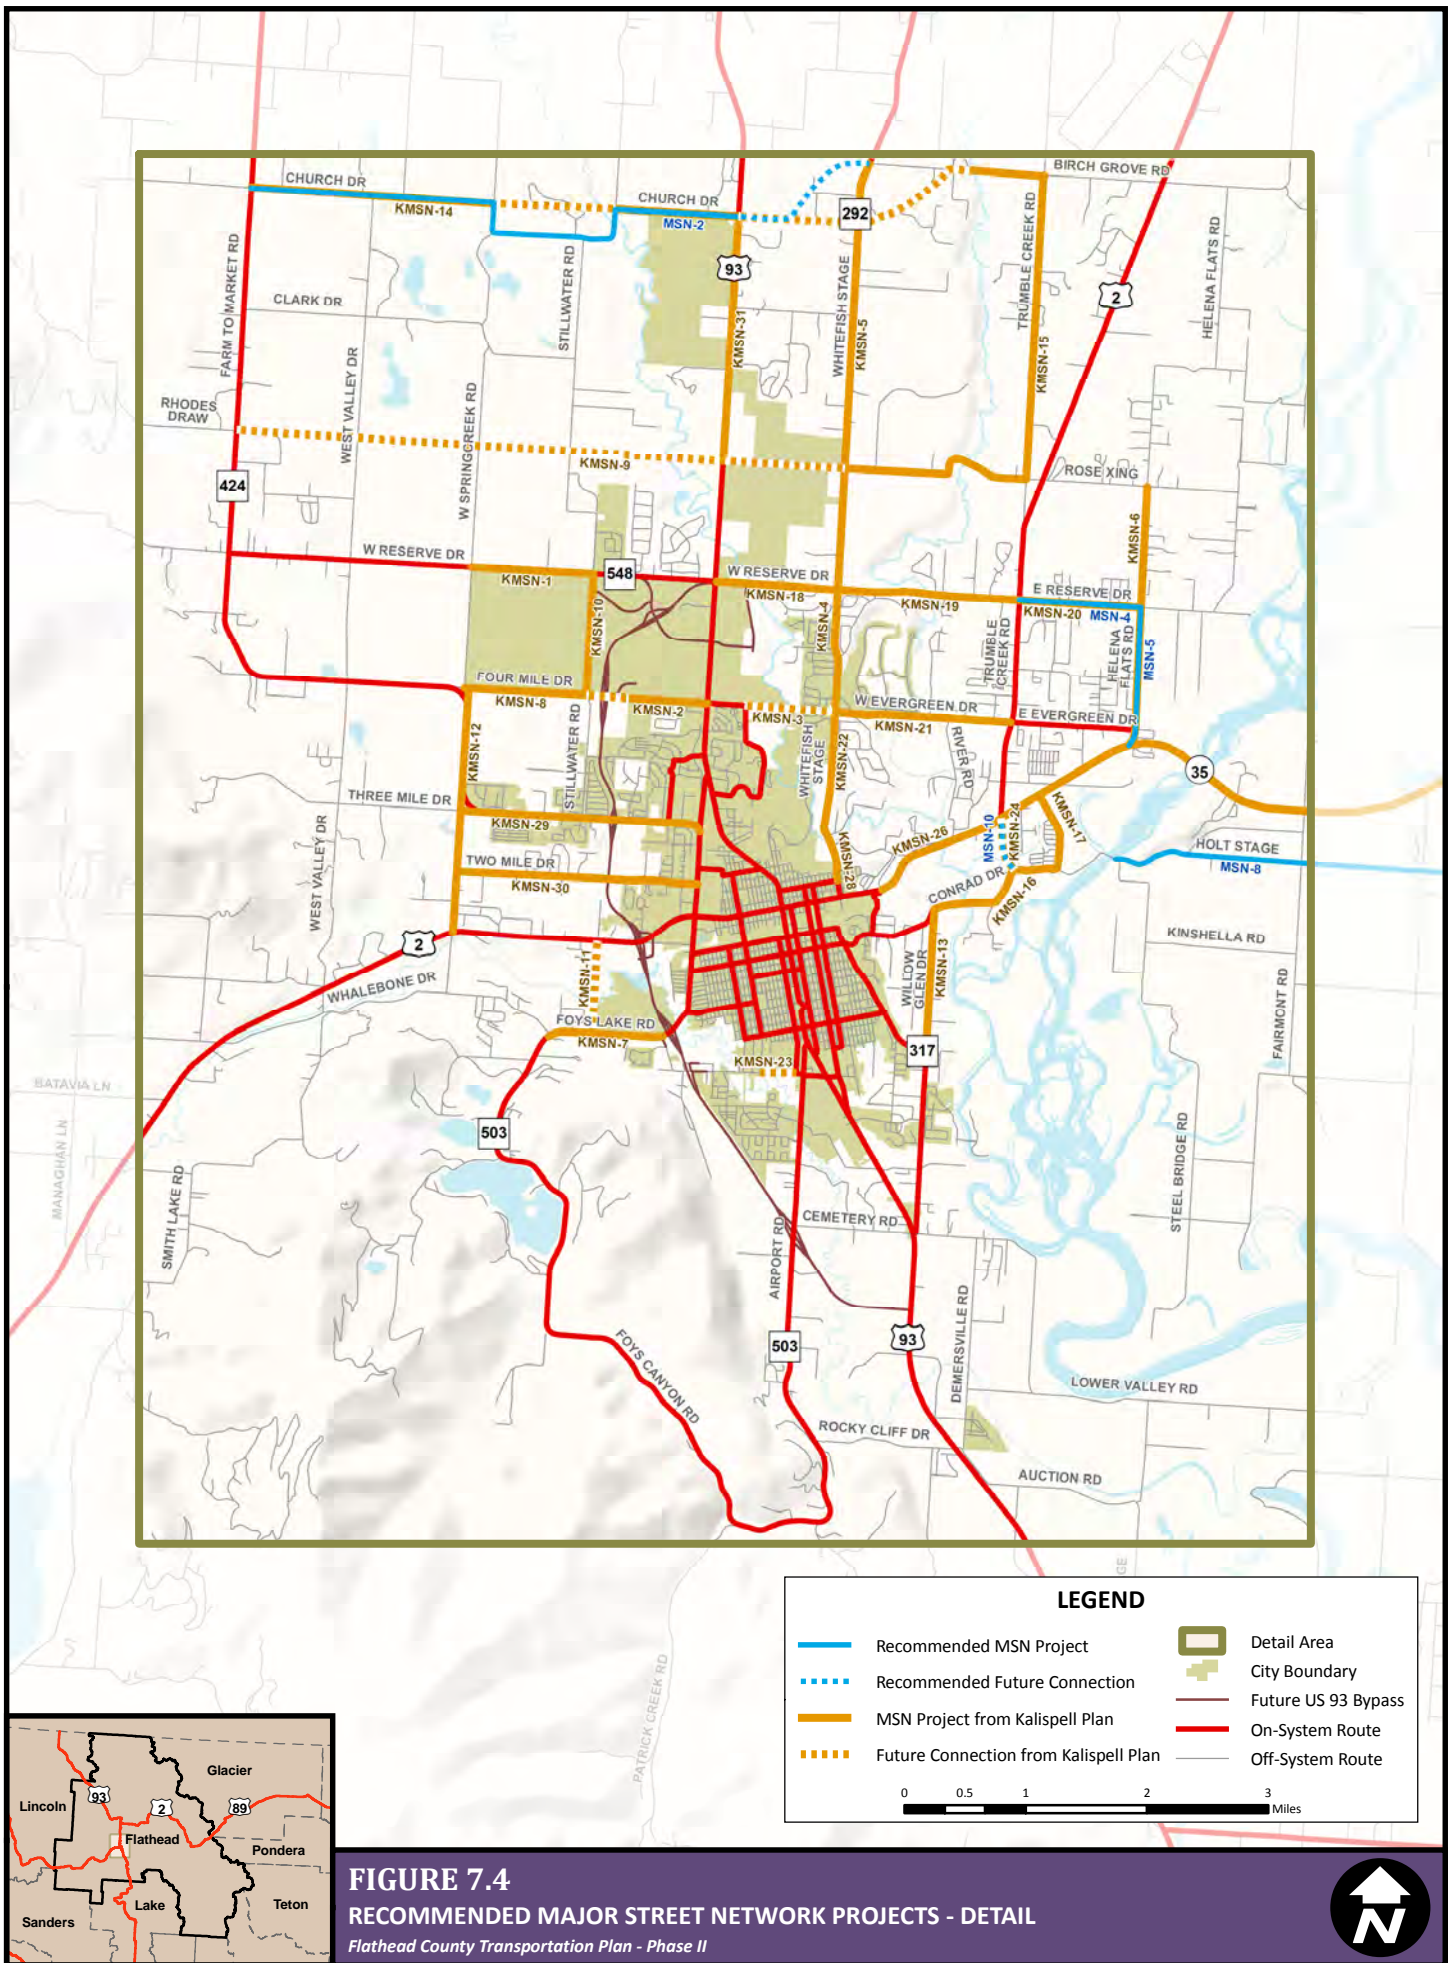 BIRCH GROVE RD
CHURCH DR
KMSN-14
CHURCH DR
MSN-2
292
93
FARM TO MARKET RD
STILLWATER RD
WHITEFISH STAGE
KMSN-5
TRUMBLE CREEK RD
HELENA FLATS RD
2
CLARK DR
KMSN-31
KMSN-15
WEST VALLEY DR
W SPRINGCREEK RD
RHODES
DRAW
KMSN-9
ROSE XING
424
KMSN-6
W RESERVE DR
KMSN-1
548
W RESERVE DR
KMSN-18
KMSN-19
E RESERVE DR
KMSN-20
MSN-4
KMSN-10
KMSN-4
TRUMBLE
CREEK RD
HELENA
FLATS RD
MSN-5
FOUR MILE DR
KMSN-8
KMSN-2
KMSN-3
W EVERGREEN DR
KMSN-21
E EVERGREEN DR
KMSN-12
STILLWATER RD
WHITEFISH
STAGE
KMSN-22
RIVER RD
35
THREE MILE DR
KMSN-29
KMSN-26
MSN-10
KMSN-24
KMSN-17
HOLT STAGE
MSN-8
WEST VALLEY DR
TWO MILE DR
KMSN-30
KMSN-28
CONRAD DR
KMSN-16
2
KINSHELLA RD
WHALEBONE DR
KMSN-11
WILLOW
GLEN DR
KMSN-13
FAIRMONT RD
FOYS LAKE RD
KMSN-7
KMSN-23
317
BATAVIA LN
MANAGHAN LN
503
SMITH LAKE RD
STEEL BRIDGE RD
CEMETERY RD
AIRPORT RD
DEMERSVILLE RD
503
93
FOYS CANYON RD
LOWER VALLEY RD
ROCKY CLIFF DR
AUCTION RD
GE
PATRICK CREEK RD
LEGEND
Recommended MSN Project
Recommended Future Connection
MSN Project from Kalispell Plan
Future Connection from Kalispell Plan
Detail Area
City Boundary
Future US 93 Bypass
On-System Route
Off-System Route
0 0.5 1 2 3
Miles
Glacier
Lincoln
93
2
89
Flathead
Pondera
Lake
Teton
Sanders
FIGURE 7.4
RECOMMENDED MAJOR STREET NETWORK PROJECTS - DETAIL
Flathead County Transportation Plan - Phase II
N